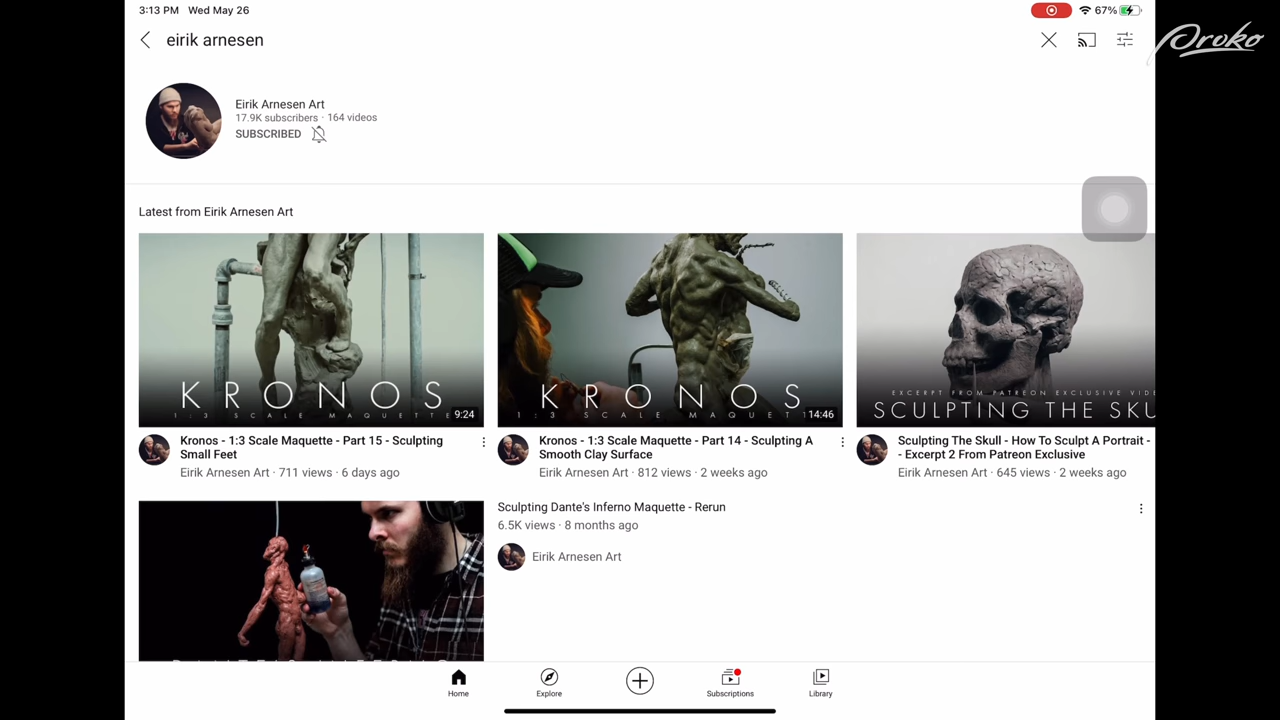 3:13 PM Wed May 26
67%
eirik arnesen
Proko
Eirik Arnesen Art
17.9K subscribers · 164 videos
SUBSCRIBED
Latest from Eirik Arnesen Art
KRONOS
1:3 SCALE MAQUETTE
9:24
KRONOS
1:3 SCALE MAQUETT
14:46
EXCERPT FROM PATREON EXCLUSIVE VIDE
SCULPTING THE SKU
Kronos - 1:3 Scale Maquette - Part 15 - Sculpting
Small Feet
Eirik Arnesen Art · 711 views · 6 days ago
Kronos - 1:3 Scale Maquette - Part 14 - Sculpting A
Smooth Clay Surface
Eirik Arnesen Art · 812 views · 2 weeks ago
Sculpting The Skull - How To Sculpt A Portrait -
- Excerpt 2 From Patreon Exclusive
Eirik Arnesen Art · 645 views · 2 weeks ago
Sculpting Dante's Inferno Maquette - Rerun
6.5K views · 8 months ago
Eirik Arnesen Art
Home
Explore
Subscriptions
Library